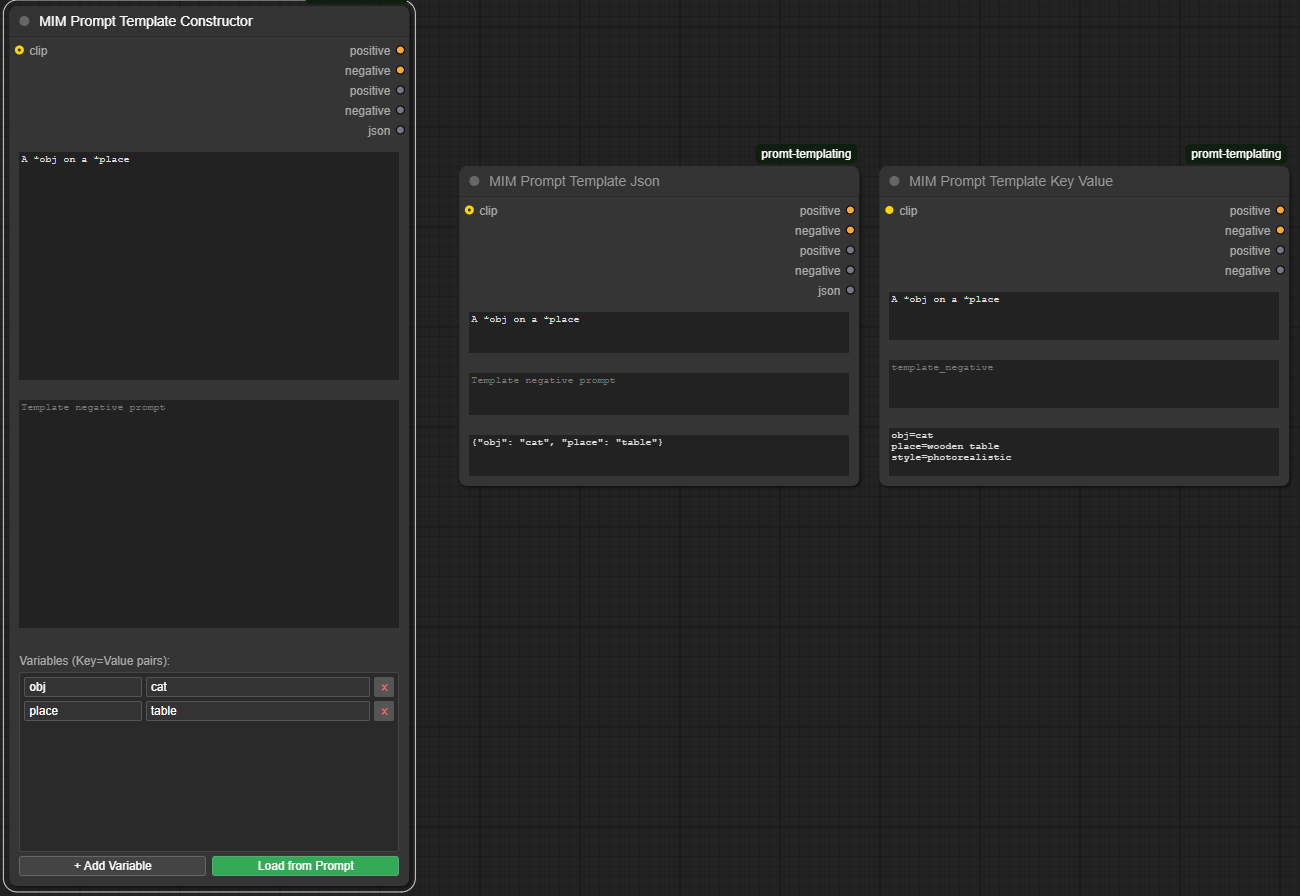 MIM Prompt Template Constructor
clip
positive
negative
positive
negative
json
A *obj on a *place
Template negative prompt
Variables (Key=Value pairs):
obj cat x
place table x
+ Add Variable Load from Prompt
promt-templating
MIM Prompt Template Json
clip
positive
negative
positive
negative
json
A *obj on a *place
Template negative prompt
{"obj": "cat", "place": "table"}
promt-templating
MIM Prompt Template Key Value
clip
positive
negative
positive
negative
A *obj on a *place
template_negative
obj=cat
place=wooden table
style=photorealistic